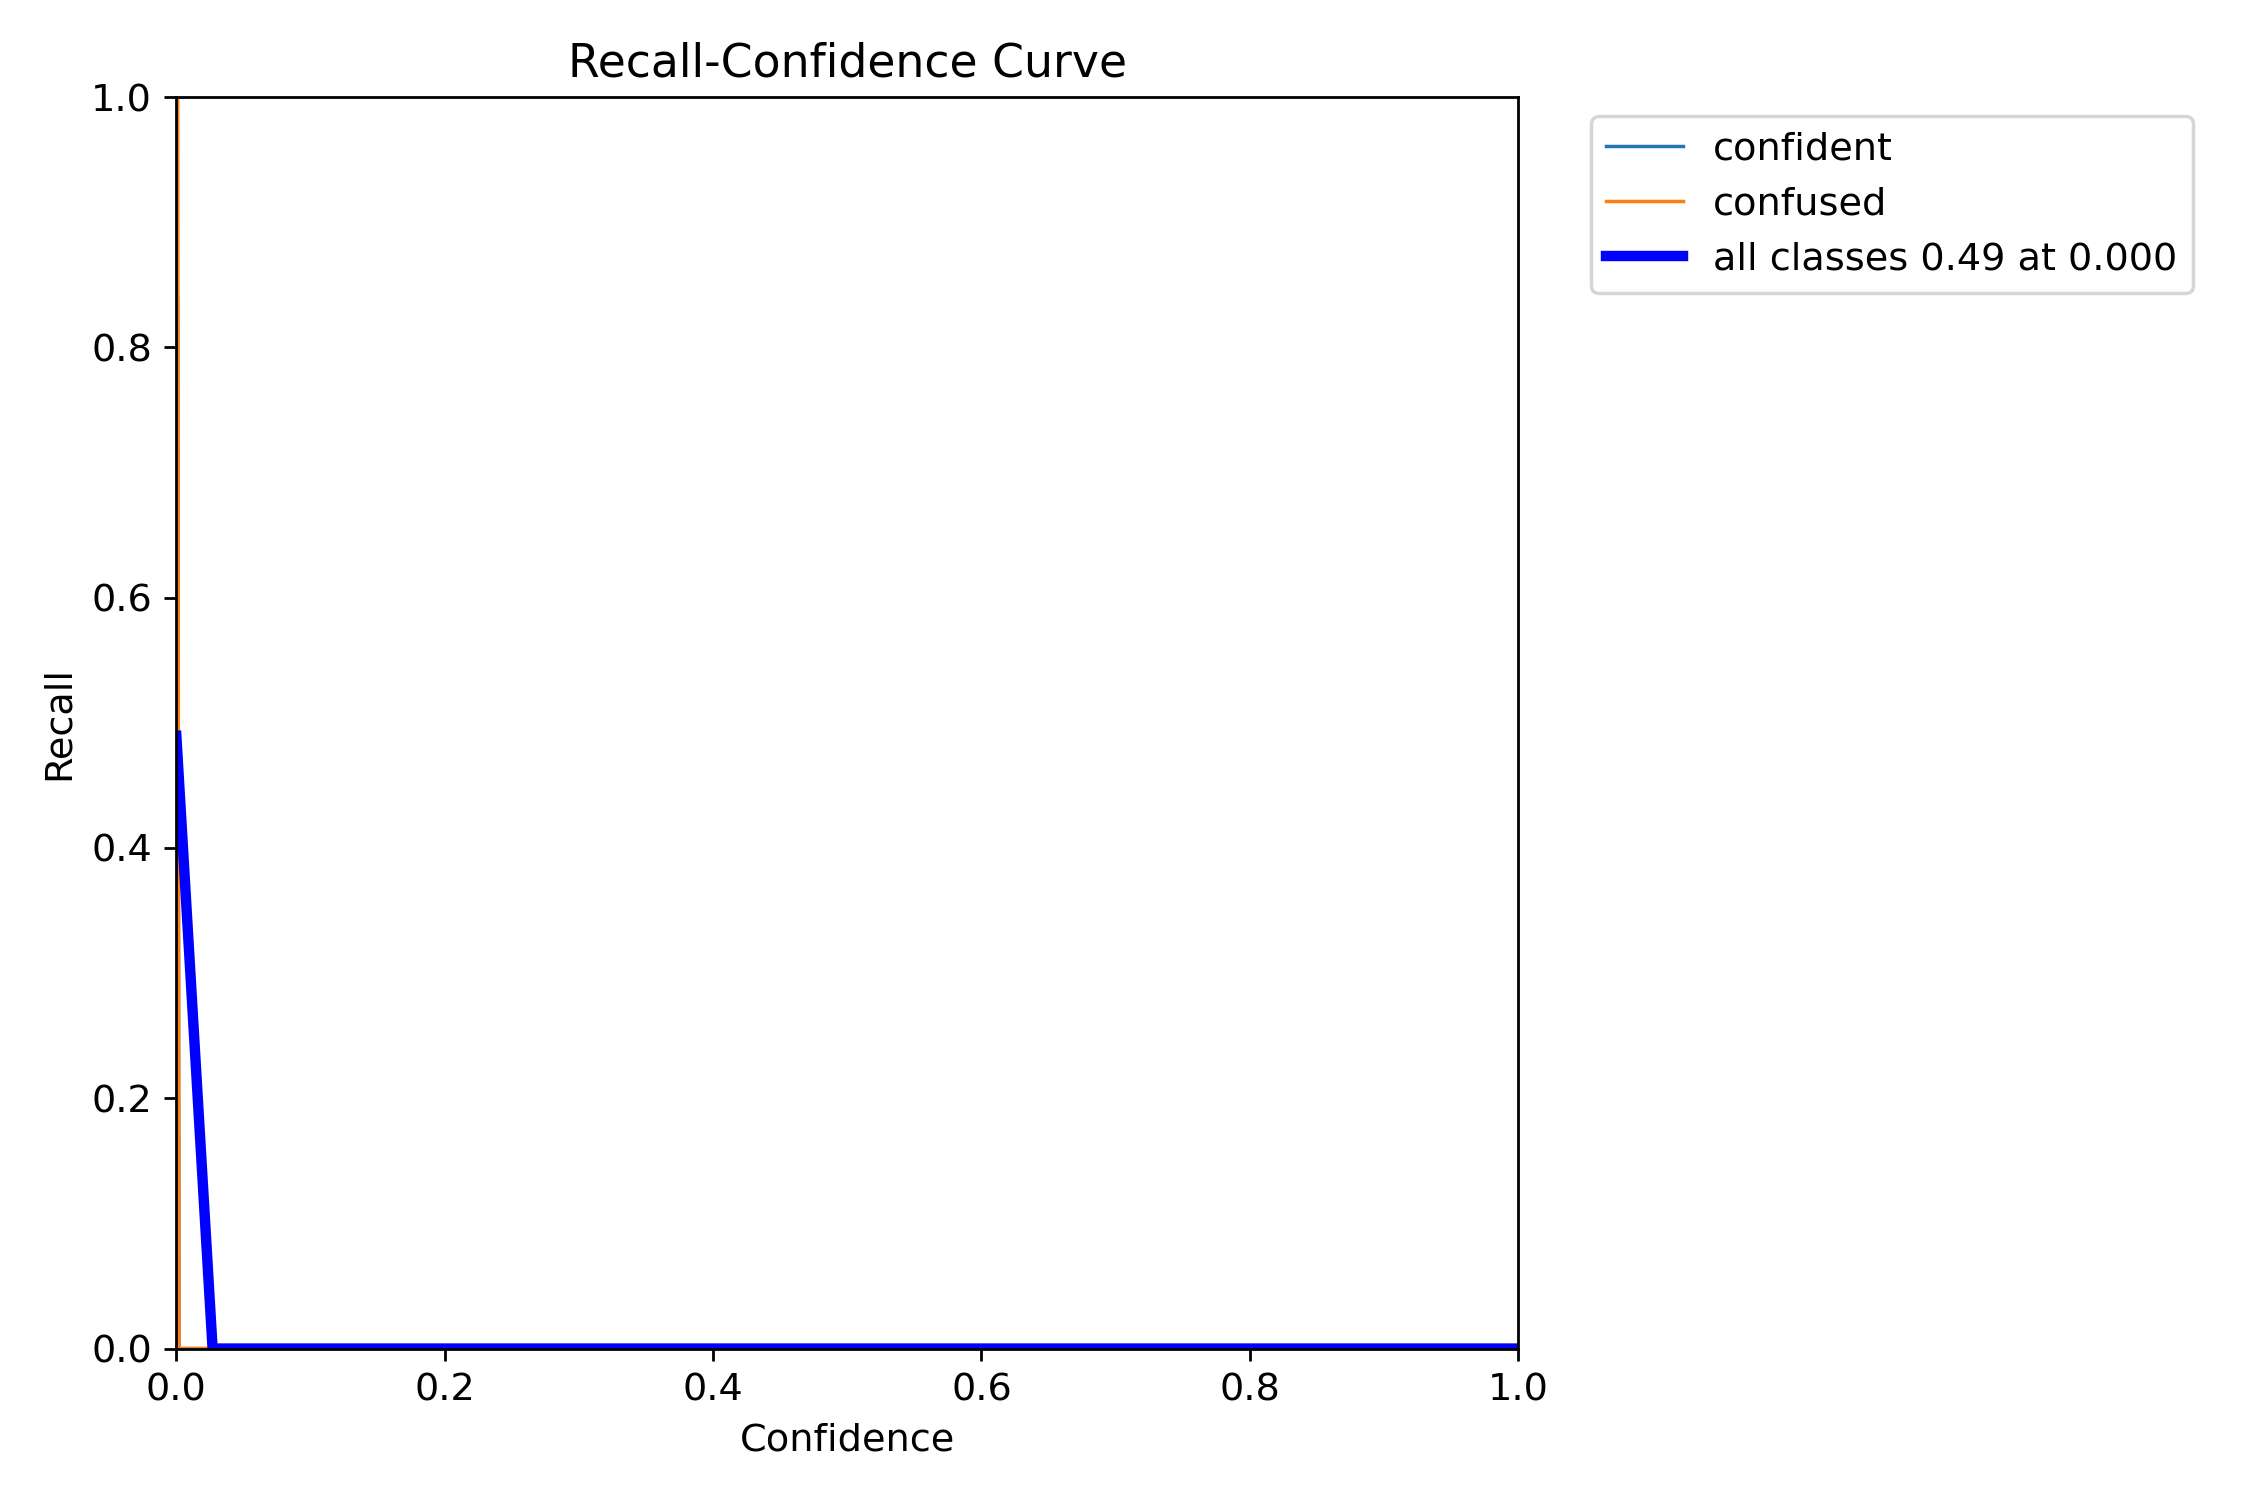 Recall-Confidence Curve
1.0
0.8
0.6
0.4
0.2
0.0
Recall
0.0 0.2 0.4 0.6 0.8 1.0
Confidence
confident
confused
all classes 0.49 at 0.000